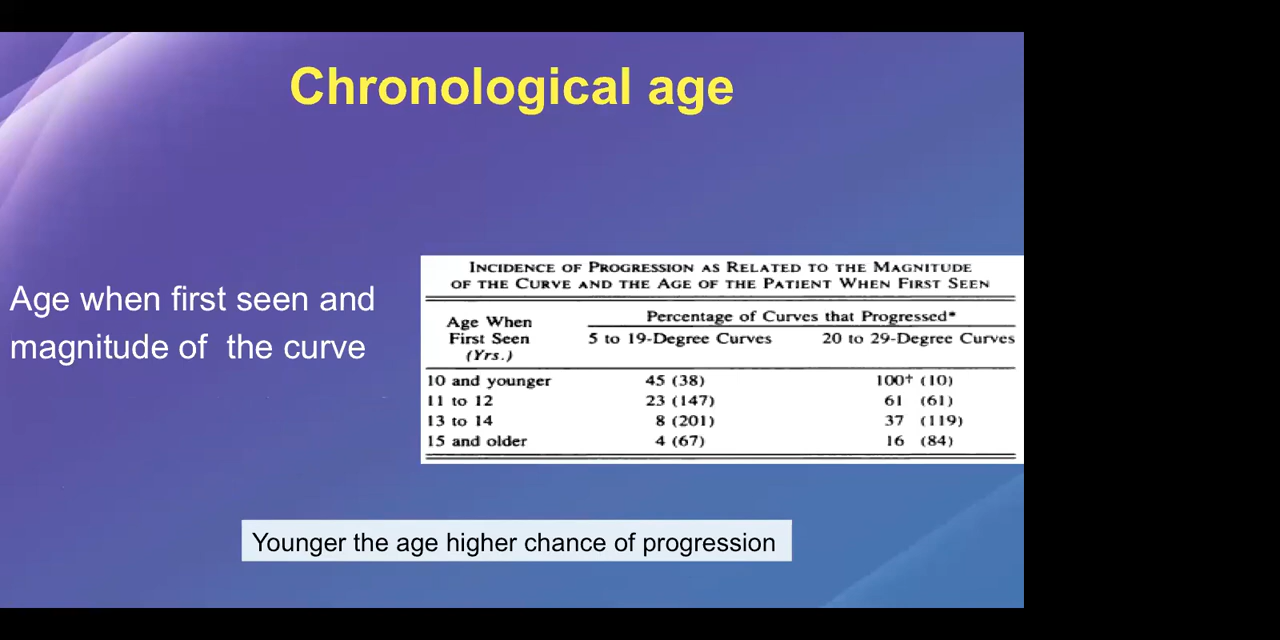 Chronological age
Age when first seen and
magnitude of the curve
INCIDENCE OF PROGRESSION AS RELATED TO THE MAGNITUDE
OF THE CURVE AND THE AGE OF THE PATIENT WHEN FIRST SEEN
Age When
First Seen
(Yrs.)
Percentage of Curves that Progressed*
5 to 19-Degree Curves 20 to 29-Degree Curves
10 and younger 45 (38) 100† (10)
11 to 12 23 (147) 61 (61)
13 to 14 8 (201) 37 (119)
15 and older 4 (67) 16 (84)
Younger the age higher chance of progression